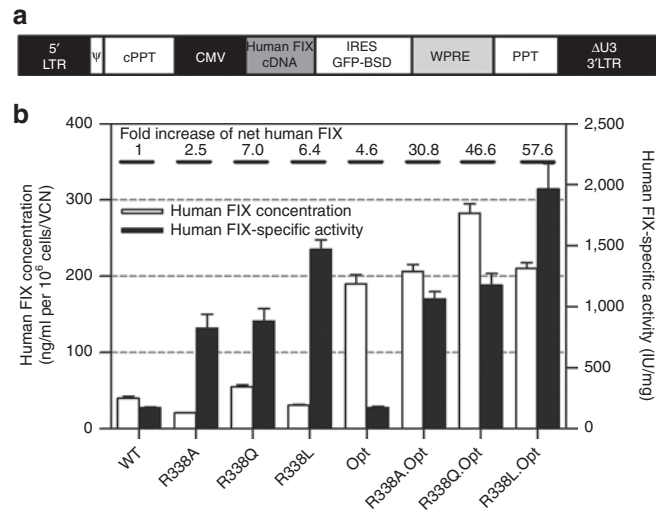 a
5′ LTR
ψ
cPPT
CMV
Human FIX cDNA
IRES GFP-BSD
WPRE
PPT
ΔU3 3′LTR
b
Fold increase of net human FIX
1 2.5 7.0 6.4 4.6 30.8 46.6 57.6
Human FIX concentration
Human FIX-specific activity
Human FIX concentration
(ng/ml per 10⁶ cells/VCN)
400
300
200
100
0
2,500
2,000
1,500
1,000
500
0
Human FIX-specific activity (IU/mg)
WT
R338A
R338Q
R338L
Opt
R338A.Opt
R338Q.Opt
R338L.Opt